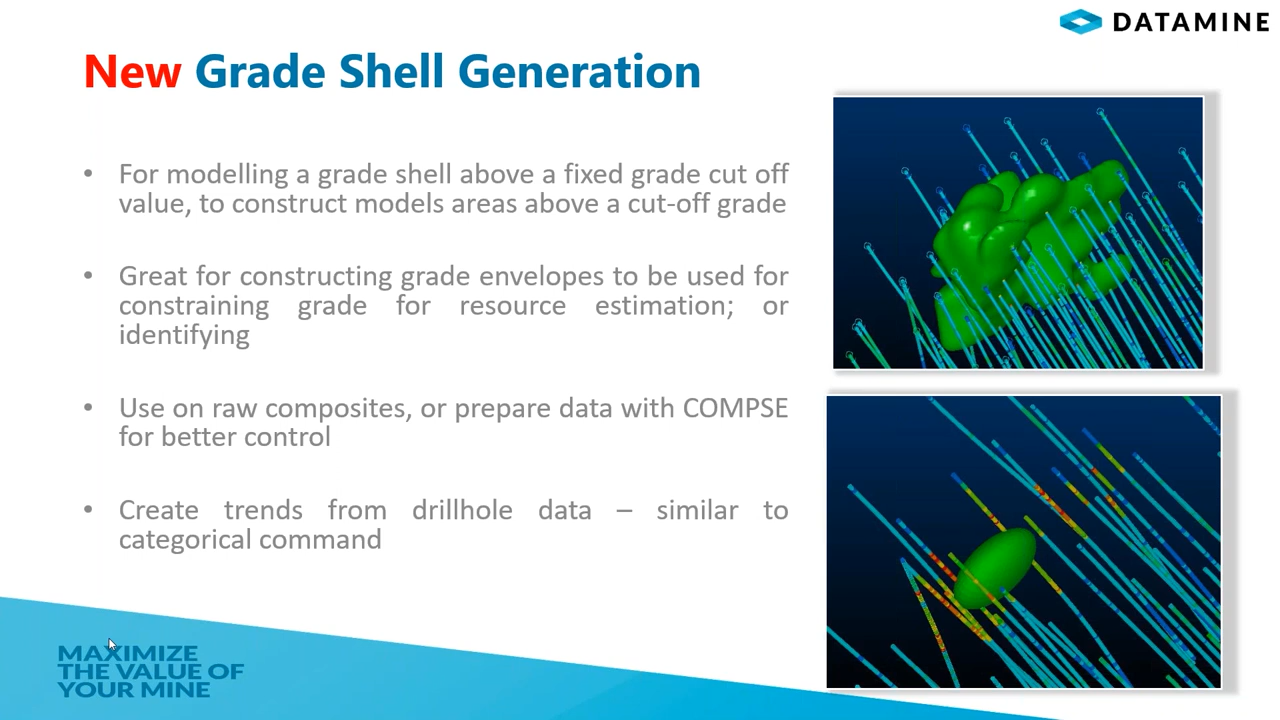 DATAMINE
New Grade Shell Generation
• For modelling a grade shell above a fixed grade cut off
value, to construct models areas above a cut-off grade
• Great for constructing grade envelopes to be used for
constraining grade for resource estimation; or
identifying
• Use on raw composites, or prepare data with COMPSE
for better control
• Create trends from drillhole data – similar to
categorical command
MAXIMIZE
THE VALUE OF
YOUR MINE